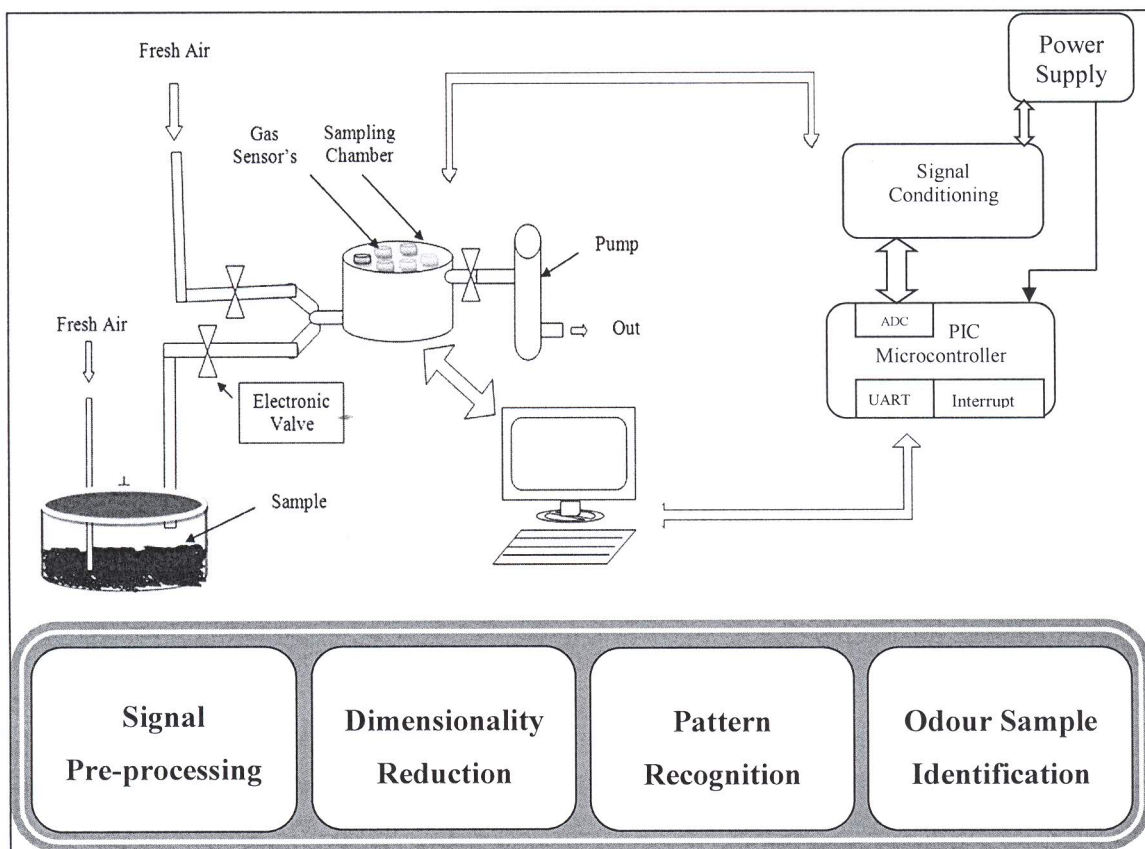 Fresh Air
Power
Supply
Gas
Sensor's
Sampling
Chamber
Signal
Conditioning
Pump
Fresh Air
Out
ADC
PIC
Microcontroller
UART
Interrupt
Electronic
Valve
Sample
Signal
Pre-processing
Dimensionality
Reduction
Pattern
Recognition
Odour Sample
Identification